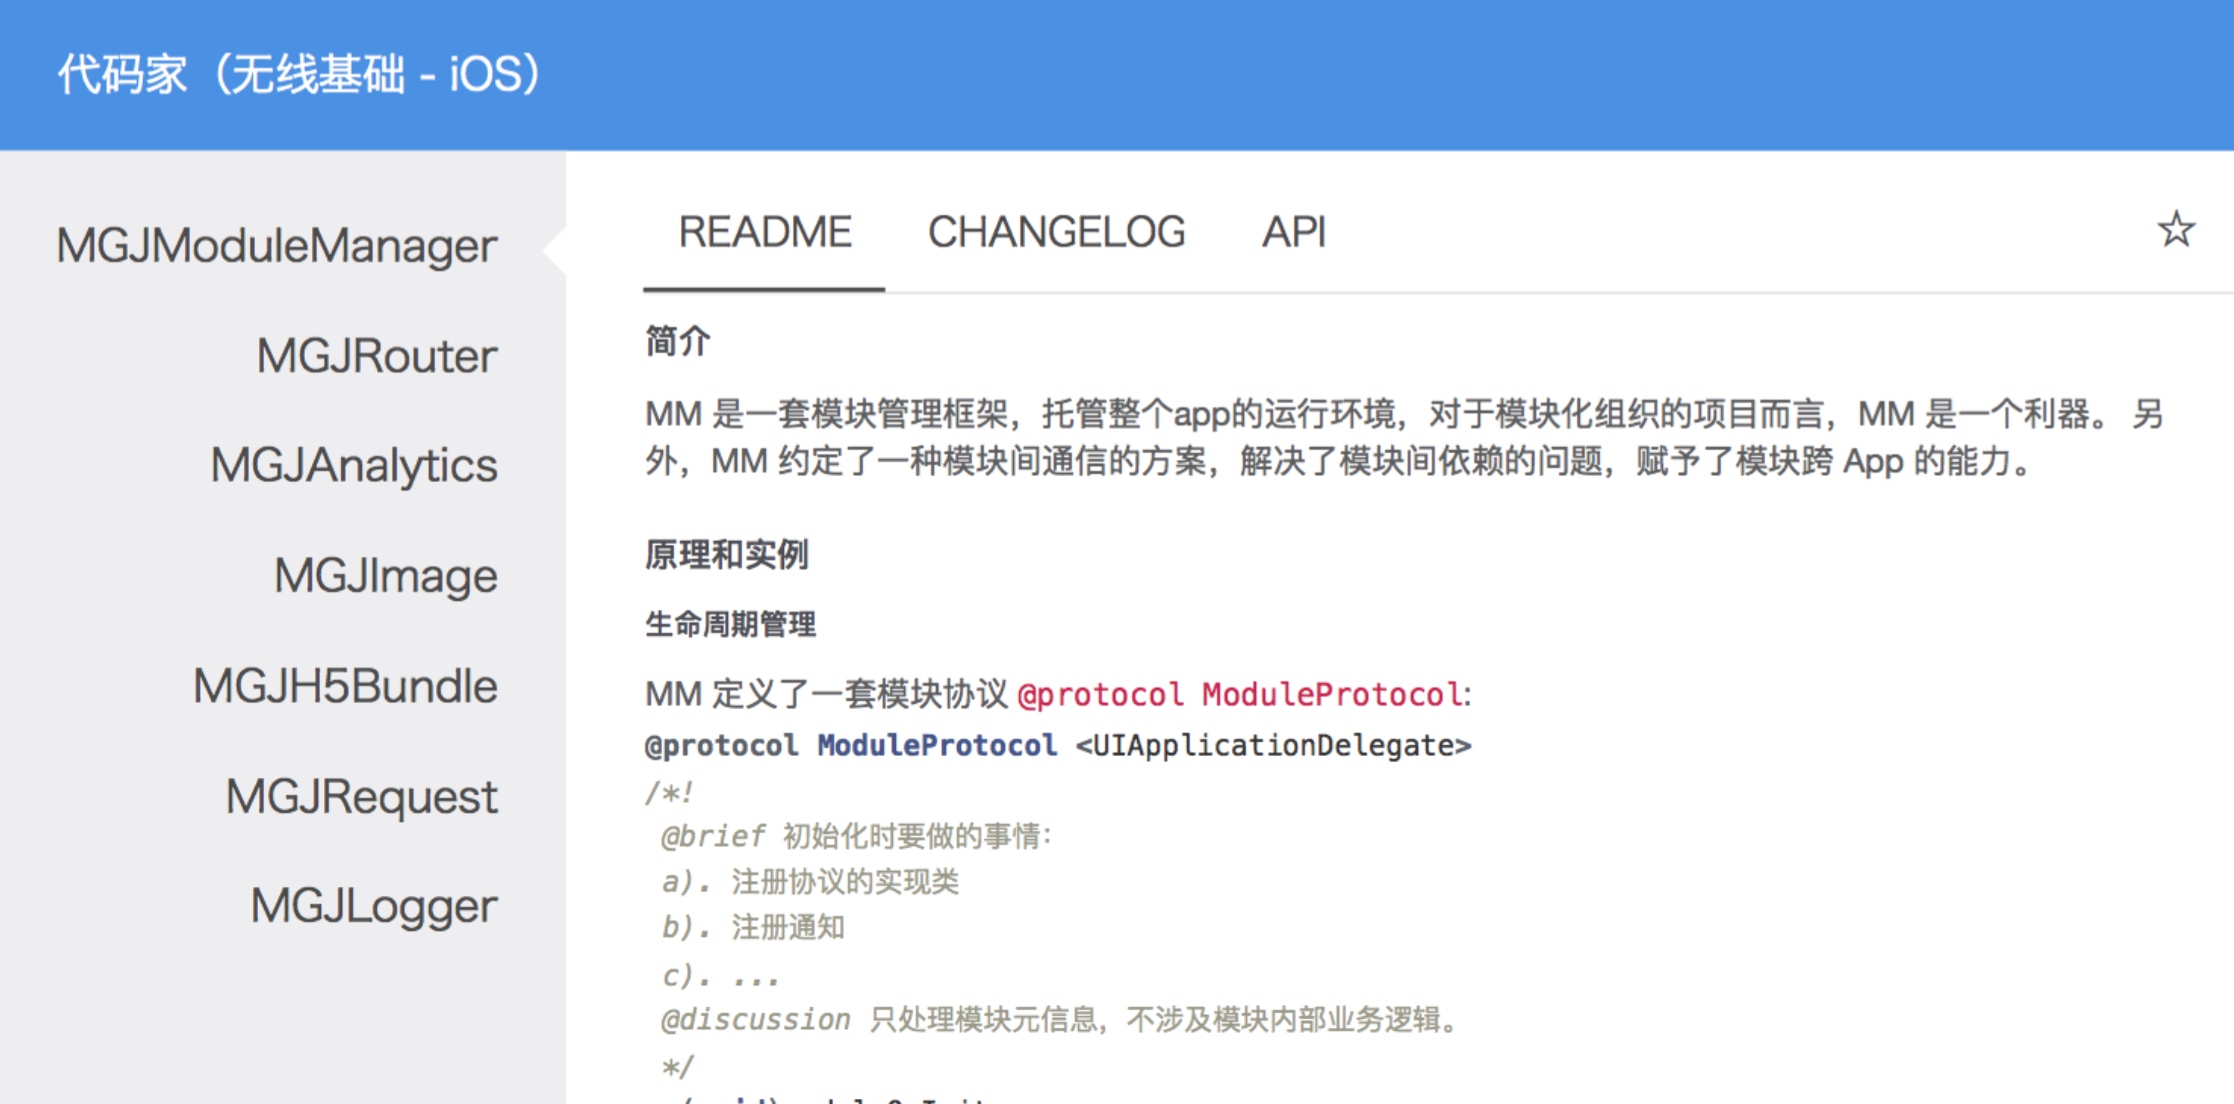 代码家（无线基础 - iOS）
MGJModuleManager
MGJRouter
MGJAnalytics
MGJImage
MGJH5Bundle
MGJRequest
MGJLogger
README CHANGELOG API
简介
MM 是一套模块管理框架，托管整个app的运行环境，对于模块化组织的项目而言，MM 是一个利器。 另
外，MM 约定了一种模块间通信的方案，解决了模块间依赖的问题，赋予了模块跨 App 的能力。
原理和实例
生命周期管理
MM 定义了一套模块协议 @protocol ModuleProtocol:
@protocol ModuleProtocol <UIApplicationDelegate>
/*!
@brief 初始化时要做的事情：
a). 注册协议的实现类
b). 注册通知
c). ...
@discussion 只处理模块元信息，不涉及模块内部业务逻辑。
*/